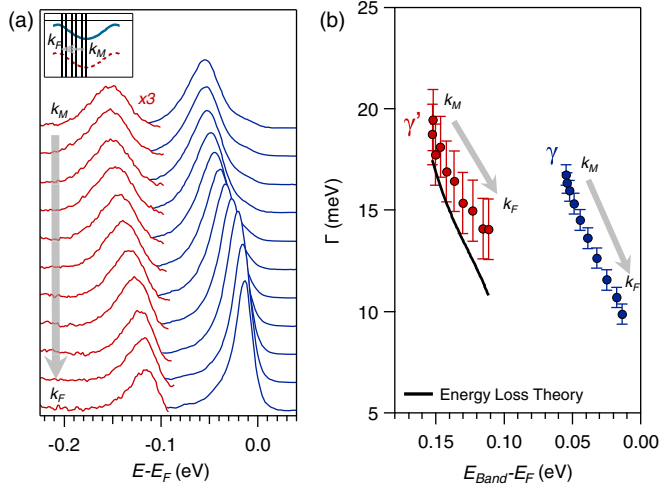 (a)
k_F
k_M
k_M
x3
k_F
-0.2
-0.1
0.0
E-E_F (eV)
(b)
25
20
15
10
5
Γ (meV)
γ'
k_M
k_F
γ
k_M
k_F
Energy Loss Theory
0.15
0.10
0.05
0.00
E_Band-E_F (eV)